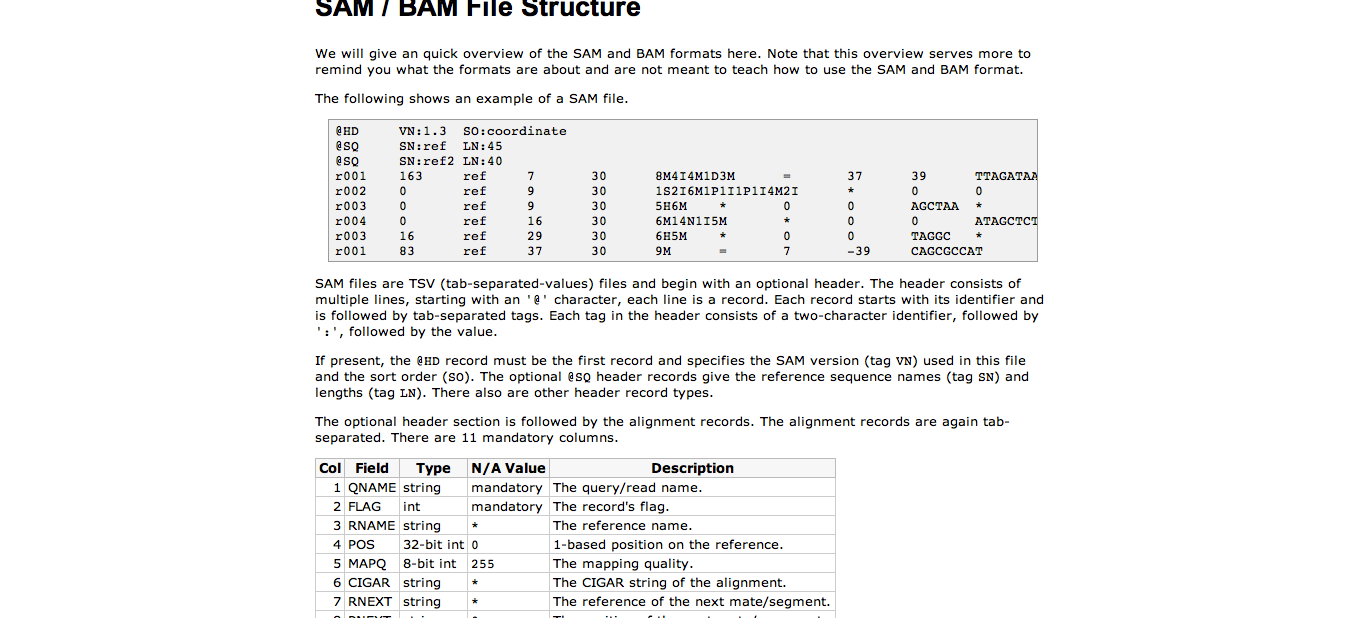 SAM / BAM File Structure
We will give an quick overview of the SAM and BAM formats here. Note that this overview serves more to
remind you what the formats are about and are not meant to teach how to use the SAM and BAM format.
The following shows an example of a SAM file.
@HD VN:1.3 SO:coordinate
@SQ SN:ref LN:45
@SQ SN:ref2 LN:40
r001 163 ref 7 30 8M4I4M1D3M = 37 39 TTAGATAA
r002 0 ref 9 30 1S2I6M1P1I1P1I4M2I * 0 0
r003 0 ref 9 30 5H6M * 0 0 AGCTAA *
r004 0 ref 16 30 6M14N1I5M * 0 0 ATAGCTCT
r003 16 ref 29 30 6H5M * 0 0 TAGGC *
r001 83 ref 37 30 9M = 7 -39 CAGCGCCAT
SAM files are TSV (tab-separated-values) files and begin with an optional header. The header consists of
multiple lines, starting with an '@' character, each line is a record. Each record starts with its identifier and
is followed by tab-separated tags. Each tag in the header consists of a two-character identifier, followed by
':', followed by the value.
If present, the @HD record must be the first record and specifies the SAM version (tag VN) used in this file
and the sort order (SO). The optional @SQ header records give the reference sequence names (tag SN) and
lengths (tag LN). There also are other header record types.
The optional header section is followed by the alignment records. The alignment records are again tab-
separated. There are 11 mandatory columns.
Col Field Type N/A Value Description
1 QNAME string mandatory The query/read name.
2 FLAG int mandatory The record's flag.
3 RNAME string * The reference name.
4 POS 32-bit int 0 1-based position on the reference.
5 MAPQ 8-bit int 255 The mapping quality.
6 CIGAR string * The CIGAR string of the alignment.
7 RNEXT string * The reference of the next mate/segment.